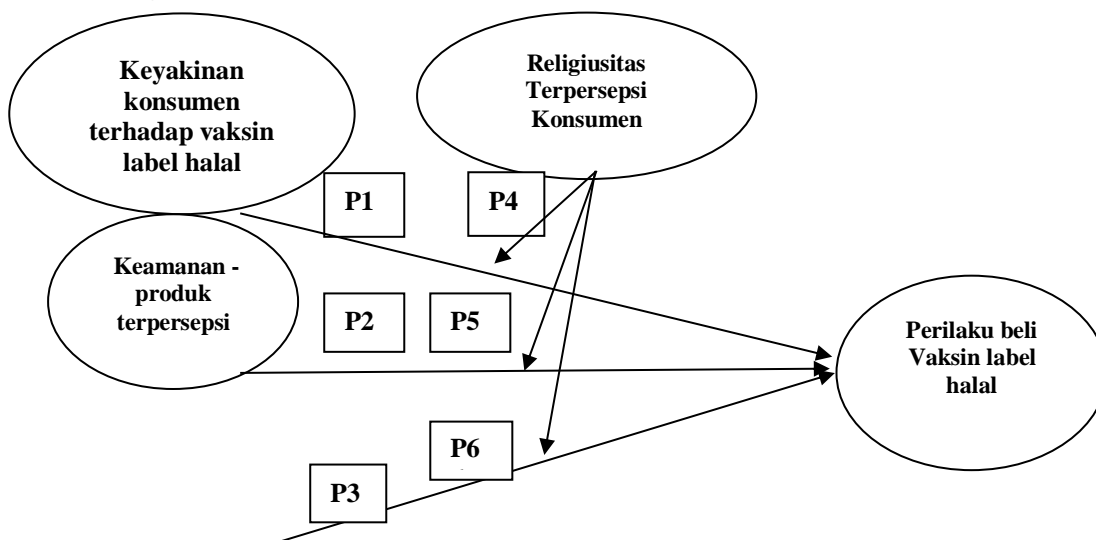 Keyakinan
konsumen
terhadap vaksin
label halal
Religiusitas
Terpersepsi
Konsumen
P1
P4
Keamanan -
produk
terpersepsi
P2
P5
Perilaku beli
Vaksin label
halal
P6
P3